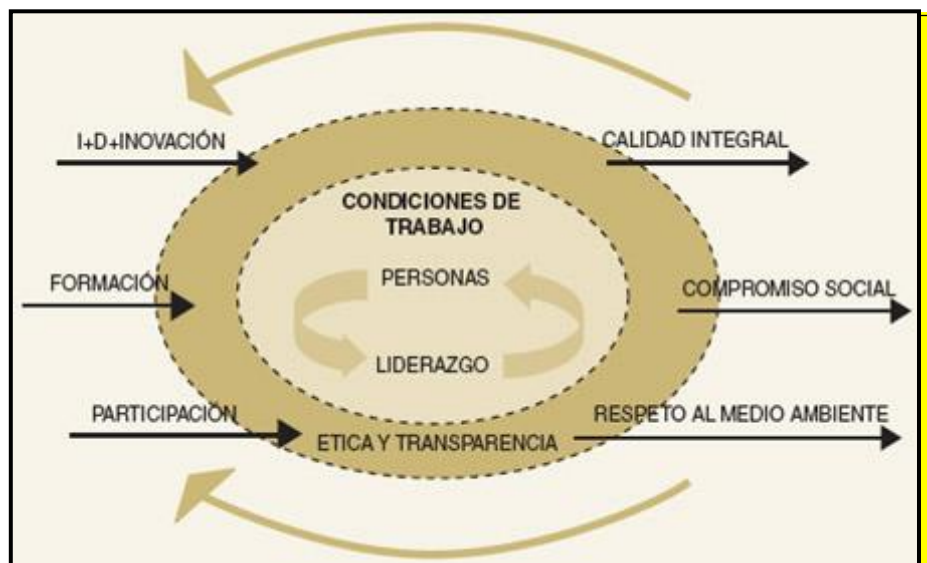 I+D+INOVACIÓN
CALIDAD INTEGRAL
CONDICIONES DE
TRABAJO
FORMACIÓN
PERSONAS
COMPROMISO SOCIAL
LIDERAZGO
PARTICIPACIÓN
RESPETO AL MEDIO AMBIENTE
ETICA Y TRANSPARENCIA